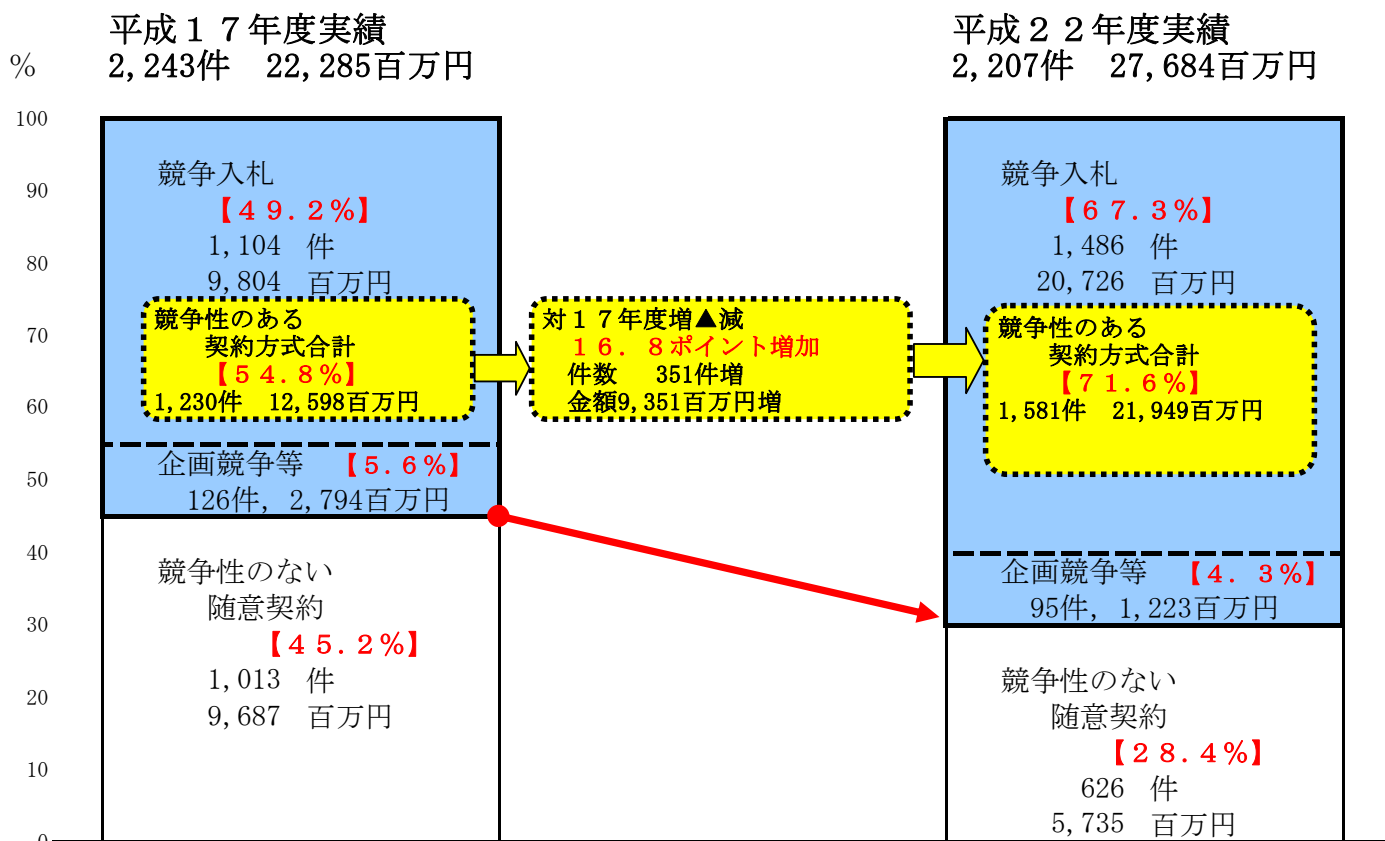 平成１７年度実績
2,243件　22,285百万円
平成２２年度実績
2,207件　27,684百万円
%
100
90
80
70
60
50
40
30
20
10
0
競争入札
【４９.２%】
1,104　件
9,804　百万円
競争性のある
契約方式合計
【５４.８%】
1,230件　12,598百万円
企画競争等　【５.６%】
126件, 2,794百万円
競争性のない
随意契約
【４５.２%】
1,013　件
9,687　百万円
対１７年度増▲減
１６．８ポイント増加
件数　351件増
金額9,351百万円増
競争入札
【６７.３%】
1,486　件
20,726　百万円
競争性のある
契約方式合計
【７１.６%】
1,581件　21,949百万円
企画競争等　【４．３%】
95件, 1,223百万円
競争性のない
随意契約
【２８.４%】
626　件
5,735　百万円